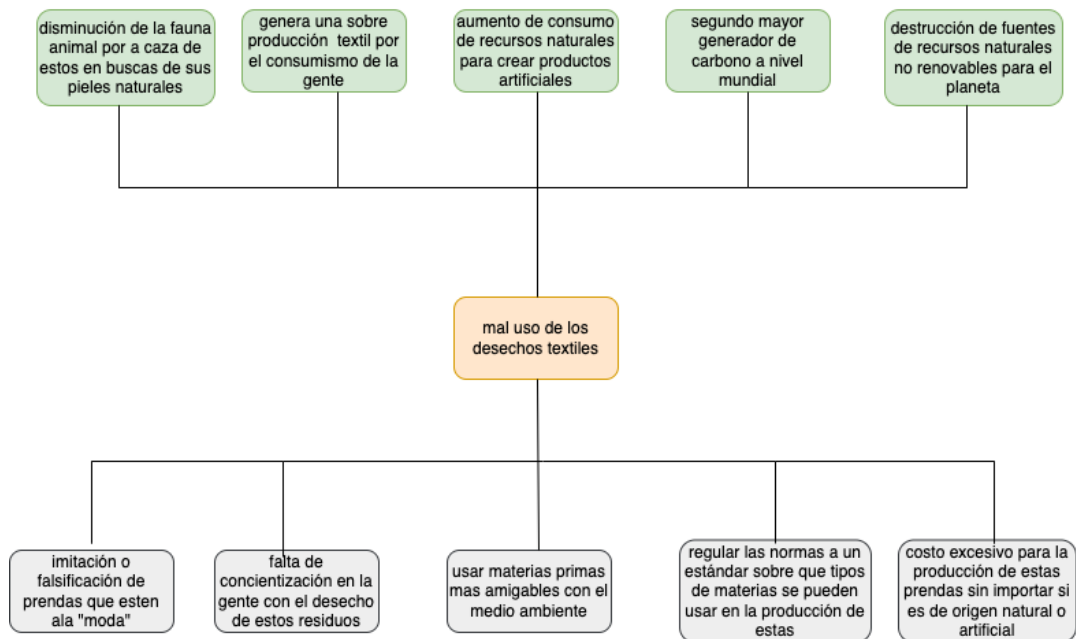 disminución de la fauna
animal por a caza de
estos en buscas de sus
pieles naturales
genera una sobre
producción textil por
el consumismo de la
gente
aumento de consumo
de recursos naturales
para crear productos
artificiales
segundo mayor
generador de
carbono a nivel
mundial
destrucción de fuentes
de recursos naturales
no renovables para el
planeta
mal uso de los
desechos textiles
imitación o
falsificación de
prendas que esten
ala "moda"
falta de
concientización en la
gente con el desecho
de estos residuos
usar materias primas
mas amigables con el
medio ambiente
regular las normas a un
estándar sobre que tipos
de materias se pueden
usar en la producción de
estas
costo excesivo para la
producción de estas
prendas sin importar si
es de origen natural o
artificial